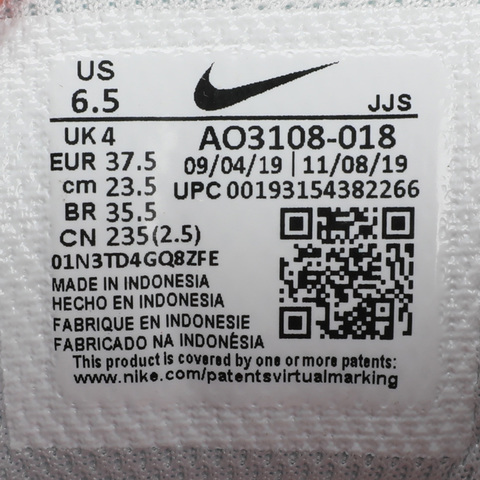 US
6.5
JJS
UK 4
AO3108-018
EUR 37.5
09/04/19 | 11/08/19
cm 23.5
UPC 00193154382266
BR 35.5
CN 235(2.5)
01N3TD4GQ8ZFE
MADE IN INDONESIA
HECHO EN INDONESIA
FABRIQUE EN INDONESIE
FABRICADO NA INDONÉSIA
This product is covered by one or more patents:
www.nike.com/patentsvirtualmarking